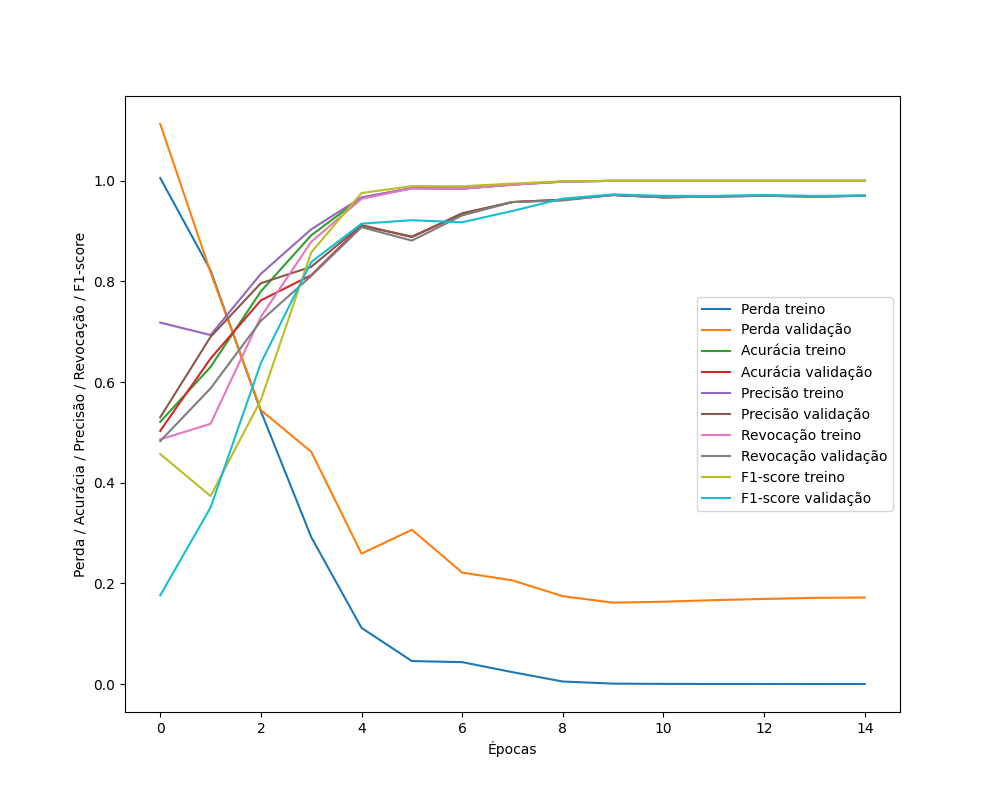 Perda / Acurácia / Precisão / Revocação / F1-score
1.0
0.8
0.6
0.4
0.2
0.0
Perda treino
Perda validação
Acurácia treino
Acurácia validação
Precisão treino
Precisão validação
Revocação treino
Revocação validação
F1-score treino
F1-score validação
0 2 4 6 8 10 12 14
Épocas